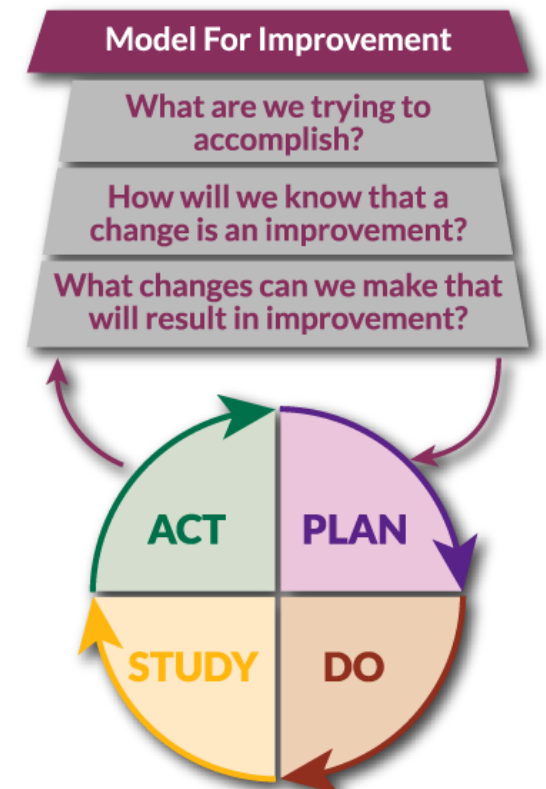 Model For Improvement
What are we trying to
accomplish?
How will we know that a
change is an improvement?
What changes can we make that
will result in improvement?
ACT
PLAN
STUDY
DO